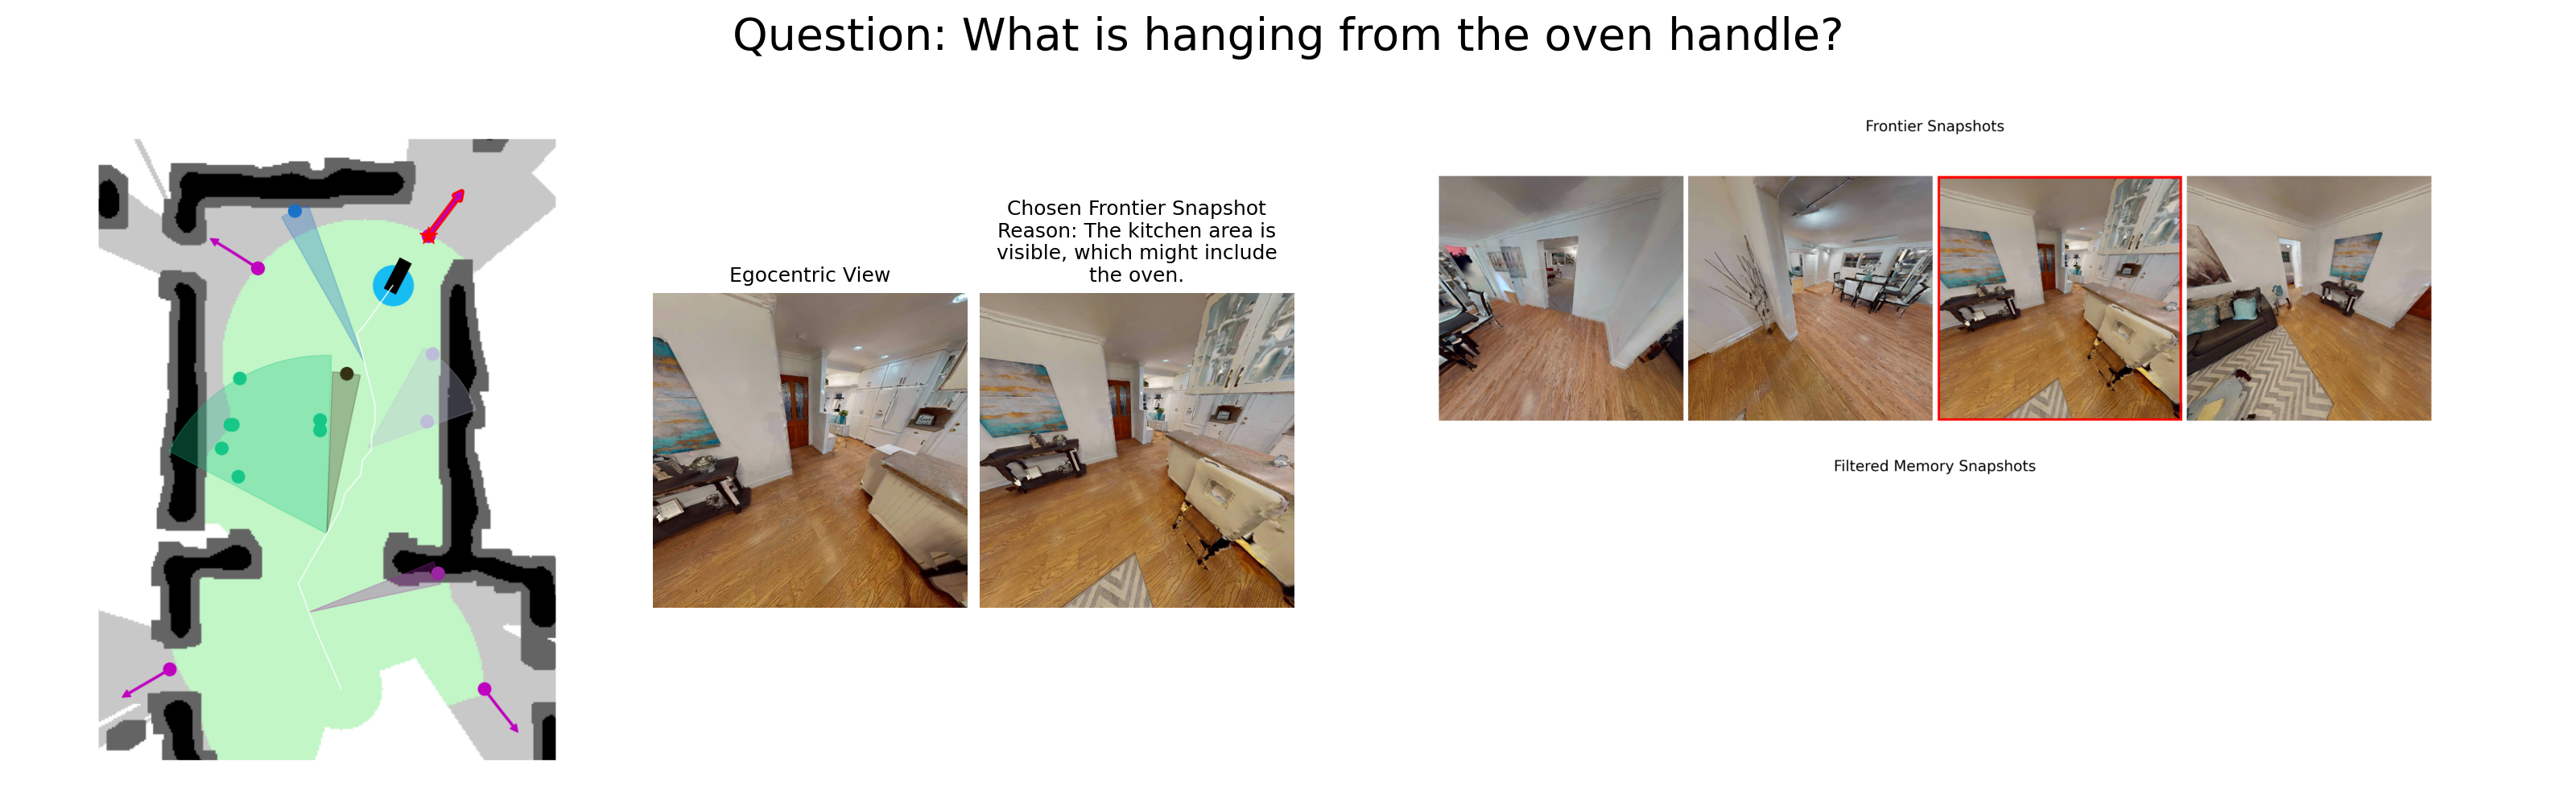 Question: What is hanging from the oven handle?
Frontier Snapshots
Chosen Frontier Snapshot
Reason: The kitchen area is
visible, which might include
the oven.
Egocentric View
Filtered Memory Snapshots